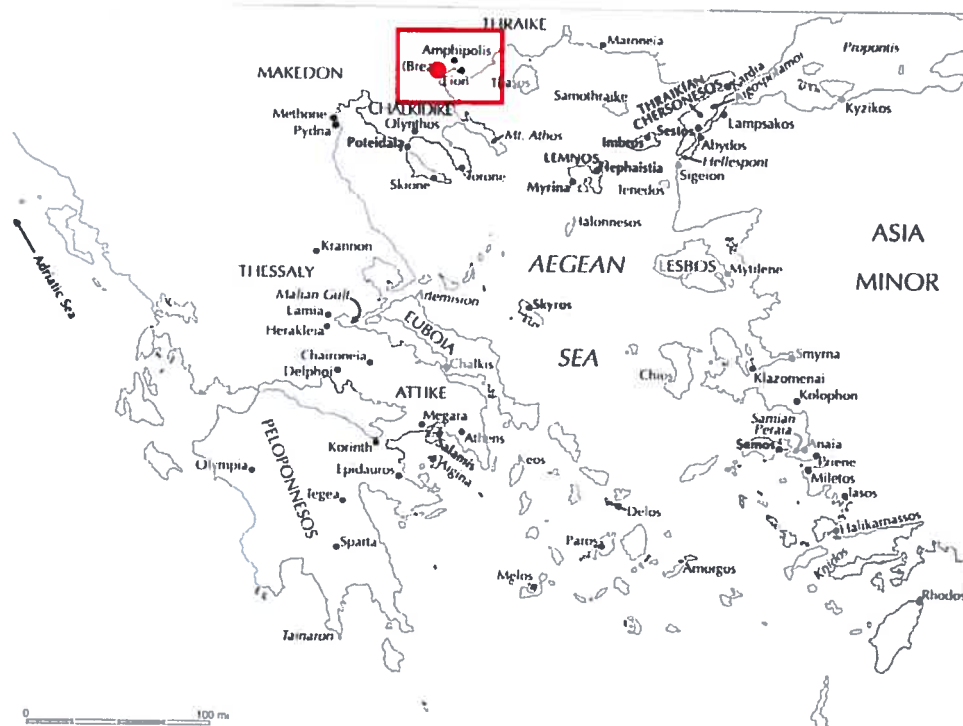 THRAIKE
Maroneia
Amphipolis
(Brea
Propontis
MAKEDON
Thasos
Samothraike
THRAIKIAN
CHERSONESOS
Kardia
Aigospotamoi
Kyzikos
CHALKIDIKE
Methone
Pydna
Olynthos
Poteidaia
Mt. Athos
Imbros
Sestos
Lampsakos
Abydos
Hellespont
Sigeion
LEMNOS
Hephaistia
Myrina
Tenedos
Skione
Torone
Halonnesos
ASIA
MINOR
Adriatic Sea
Krannon
THESSALY
AEGEAN
SEA
LESBOS
Mytilene
Malian Gulf
Artemision
Skyros
Lamia
Herakleia
EUBOIA
Chaironeia
Delphoi
Chalkis
Chios
Smyrna
Klazomenai
Kolophon
ATTIKE
Megara
Athens
Salamis
Aigina
Korinth
Epidauros
Keos
Samian
Peraia
Samos
Anaia
Priene
Miletos
Iasos
PELOPONNESOS
Olympia
Tegea
Delos
Halikarnassos
Sparta
Paros
Knidos
Melos
Amorgos
Rhodos
Tainaron
0 100 mi